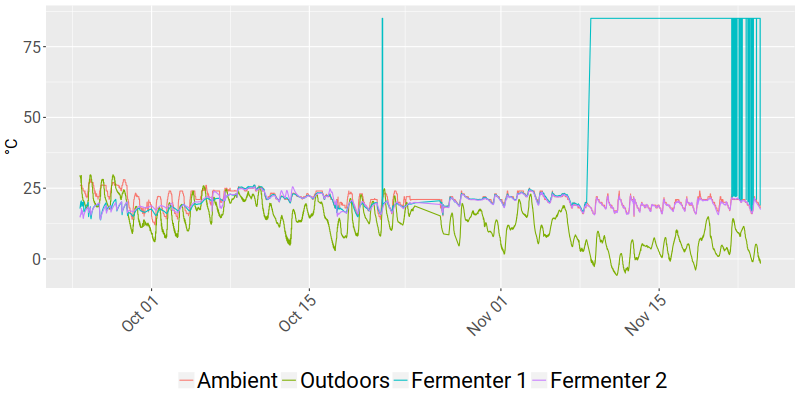 75
50
25
0
°C
Oct 01
Oct 15
Nov 01
Nov 15
Ambient Outdoors Fermenter 1 Fermenter 2